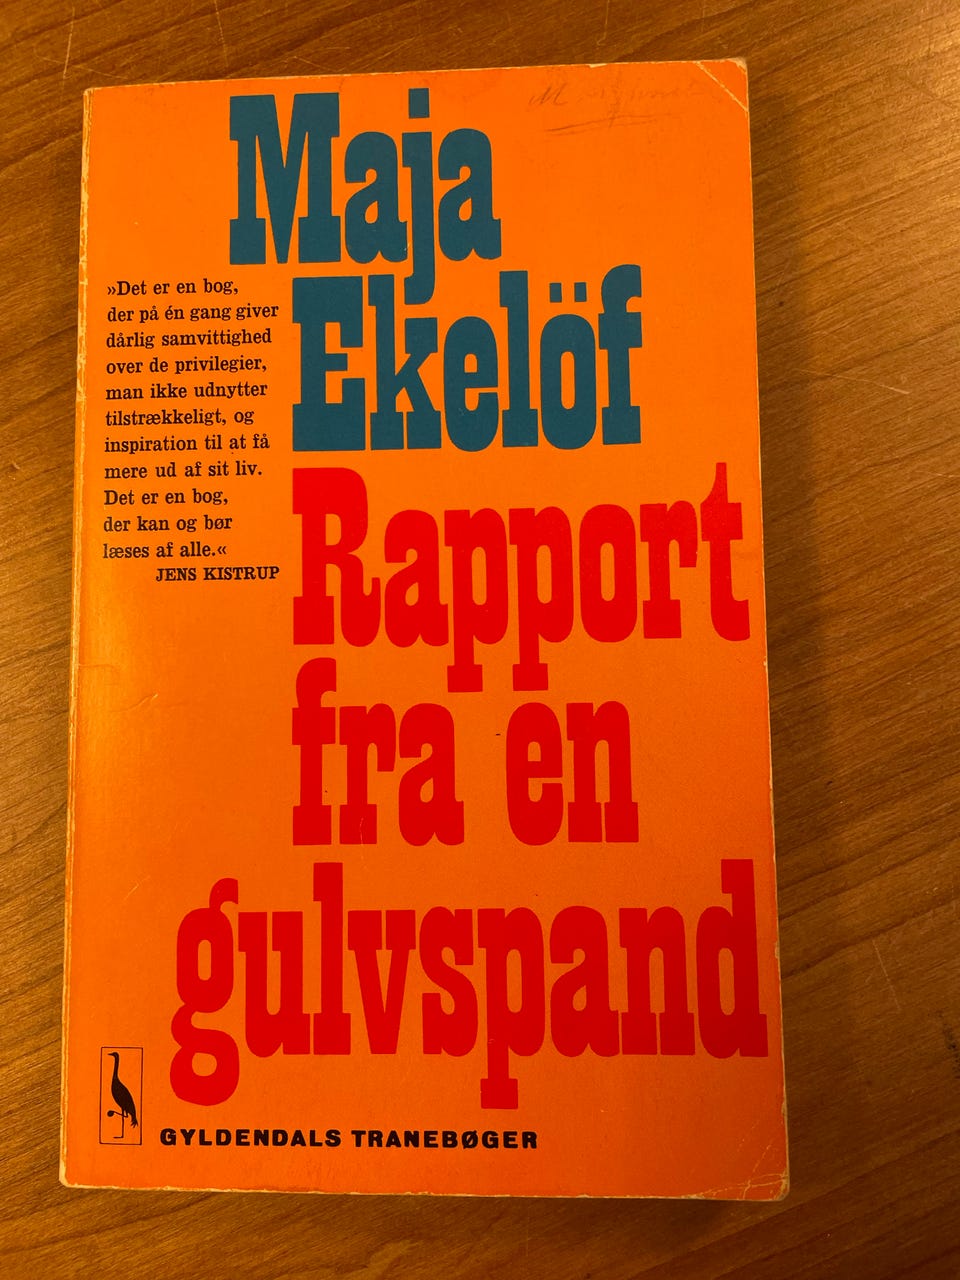 Maja
Ekelöf
»Det er en bog,
der på én gang giver
dårlig samvittighed
over de privilegier,
man ikke udnytter
tilstrækkeligt, og
inspiration til at få
mere ud af sit liv.
Det er en bog,
der kan og bør
læses af alle.«
JENS KISTRUP
Rapport
fra en
gulvspand
GYLDENDALS TRANEBØGER